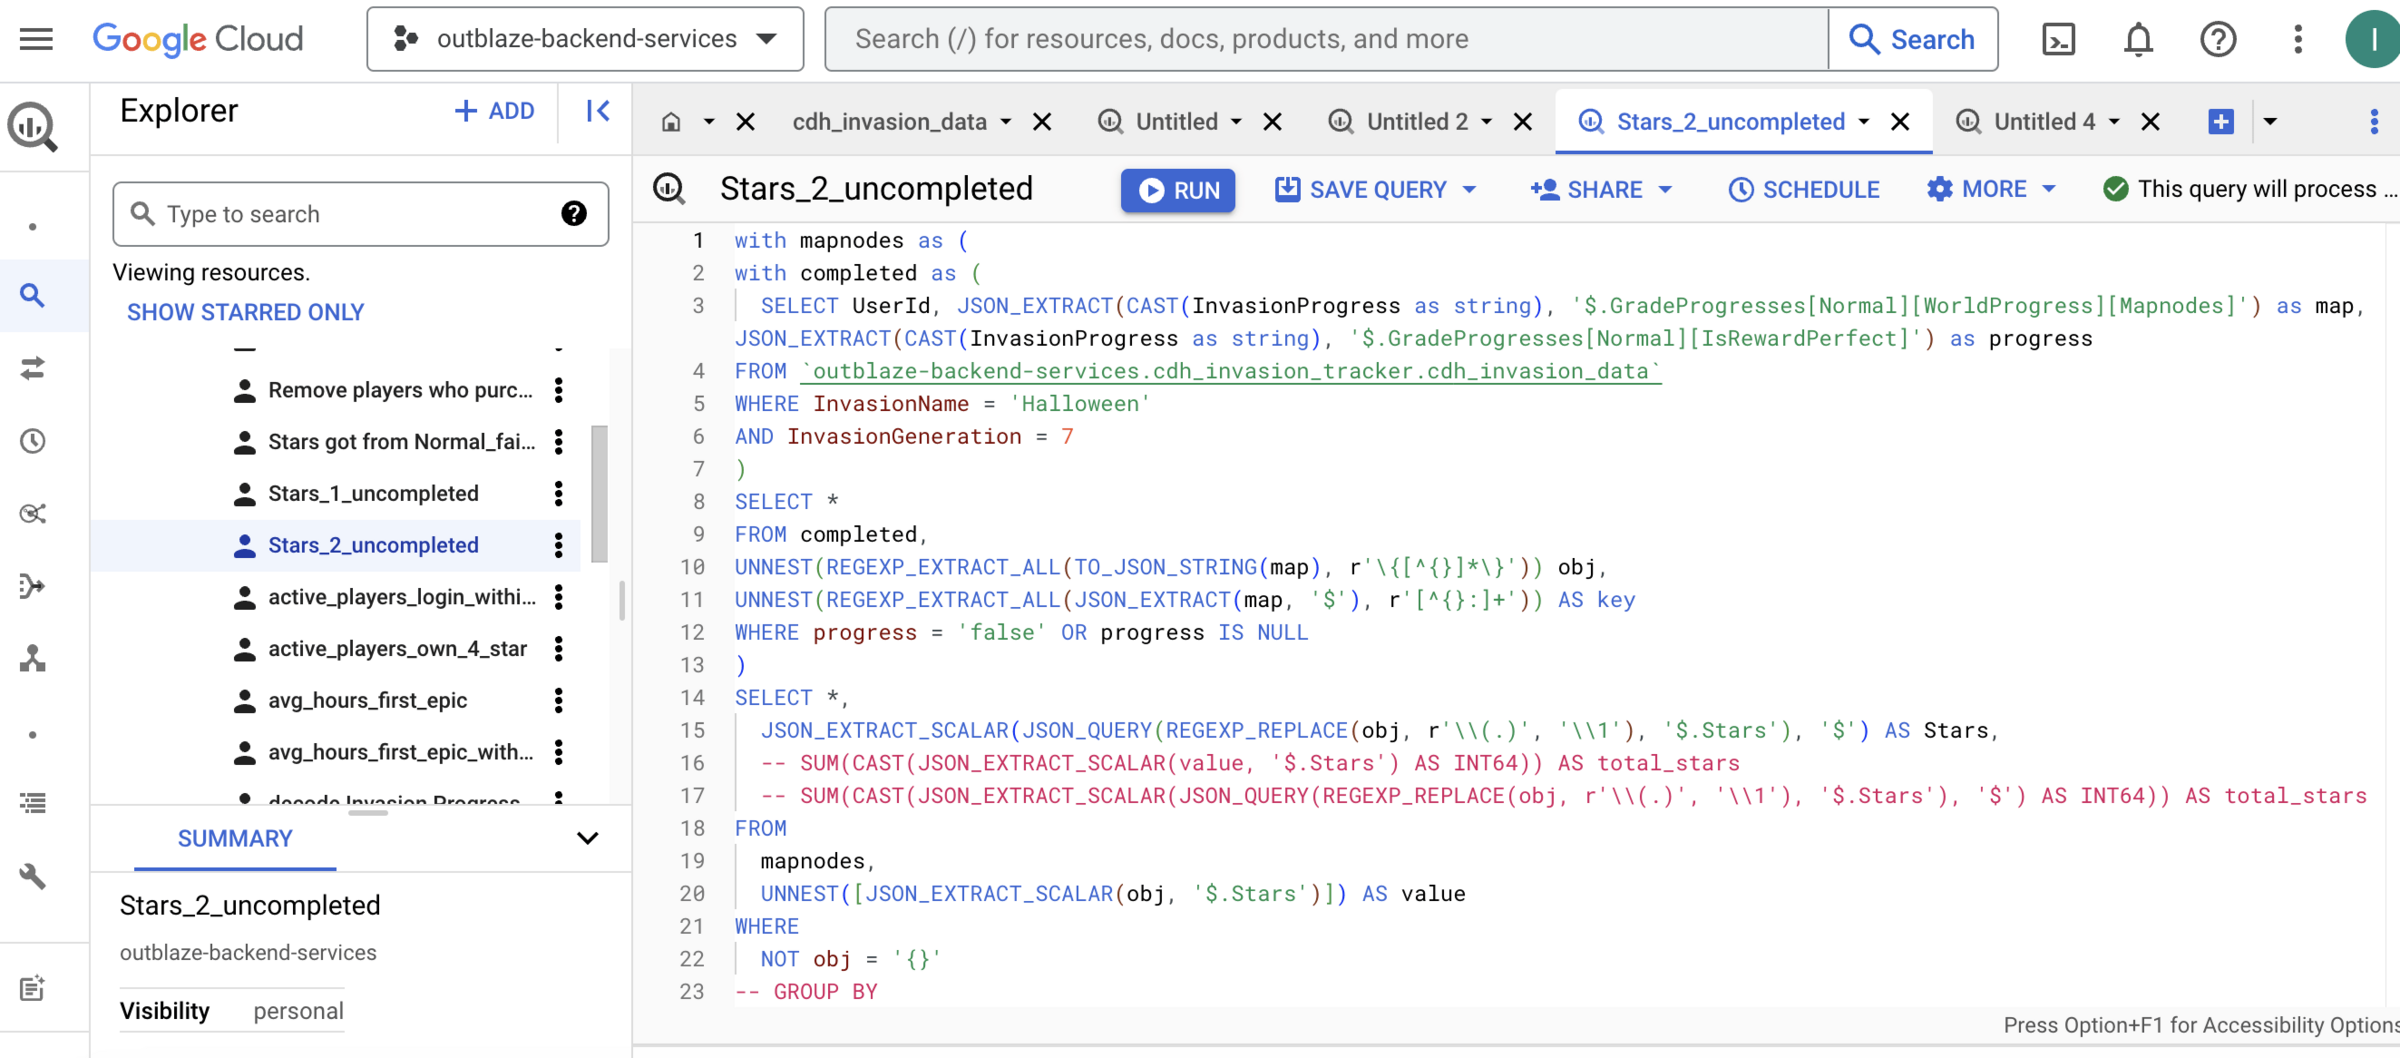 Google Cloud
outblaze-backend-services
Search (/) for resources, docs, products, and more
Search
I
Explorer
+ ADD
cdh_invasion_data
Untitled
Untitled 2
Stars_2_uncompleted
Untitled 4
Type to search
Viewing resources.
SHOW STARRED ONLY
Remove players who purc...
Stars got from Normal_fai...
Stars_1_uncompleted
Stars_2_uncompleted
active_players_login_withi...
active_players_own_4_star
avg_hours_first_epic
avg_hours_first_epic_with...
decode Invasion Progress
SUMMARY
Stars_2_uncompleted
outblaze-backend-services
Visibility personal
Stars_2_uncompleted
RUN
SAVE QUERY
SHARE
SCHEDULE
MORE
This query will process ...
1 with mapnodes as (
2 with completed as (
3 SELECT UserId, JSON_EXTRACT(CAST(InvasionProgress as string), '$.GradeProgresses[Normal][WorldProgress][Mapnodes]') as map,
JSON_EXTRACT(CAST(InvasionProgress as string), '$.GradeProgresses[Normal][IsRewardPerfect]') as progress
4 FROM `outblaze-backend-services.cdh_invasion_tracker.cdh_invasion_data`
5 WHERE InvasionName = 'Halloween'
6 AND InvasionGeneration = 7
7 )
8 SELECT *
9 FROM completed,
10 UNNEST(REGEXP_EXTRACT_ALL(TO_JSON_STRING(map), r'\{[^{}]*\}')) obj,
11 UNNEST(REGEXP_EXTRACT_ALL(JSON_EXTRACT(map, '$'), r'[^{}:]+')) AS key
12 WHERE progress = 'false' OR progress IS NULL
13 )
14 SELECT *,
15 JSON_EXTRACT_SCALAR(JSON_QUERY(REGEXP_REPLACE(obj, r'\\(.)', '\\1'), '$.Stars'), '$') AS Stars,
16 -- SUM(CAST(JSON_EXTRACT_SCALAR(value, '$.Stars') AS INT64)) AS total_stars
17 -- SUM(CAST(JSON_EXTRACT_SCALAR(JSON_QUERY(REGEXP_REPLACE(obj, r'\\(.)', '\\1'), '$.Stars'), '$') AS INT64)) AS total_stars
18 FROM
19 mapnodes,
20 UNNEST([JSON_EXTRACT_SCALAR(obj, '$.Stars')]) AS value
21 WHERE
22 NOT obj = '{}'
23 -- GROUP BY
Press Option+F1 for Accessibility Options